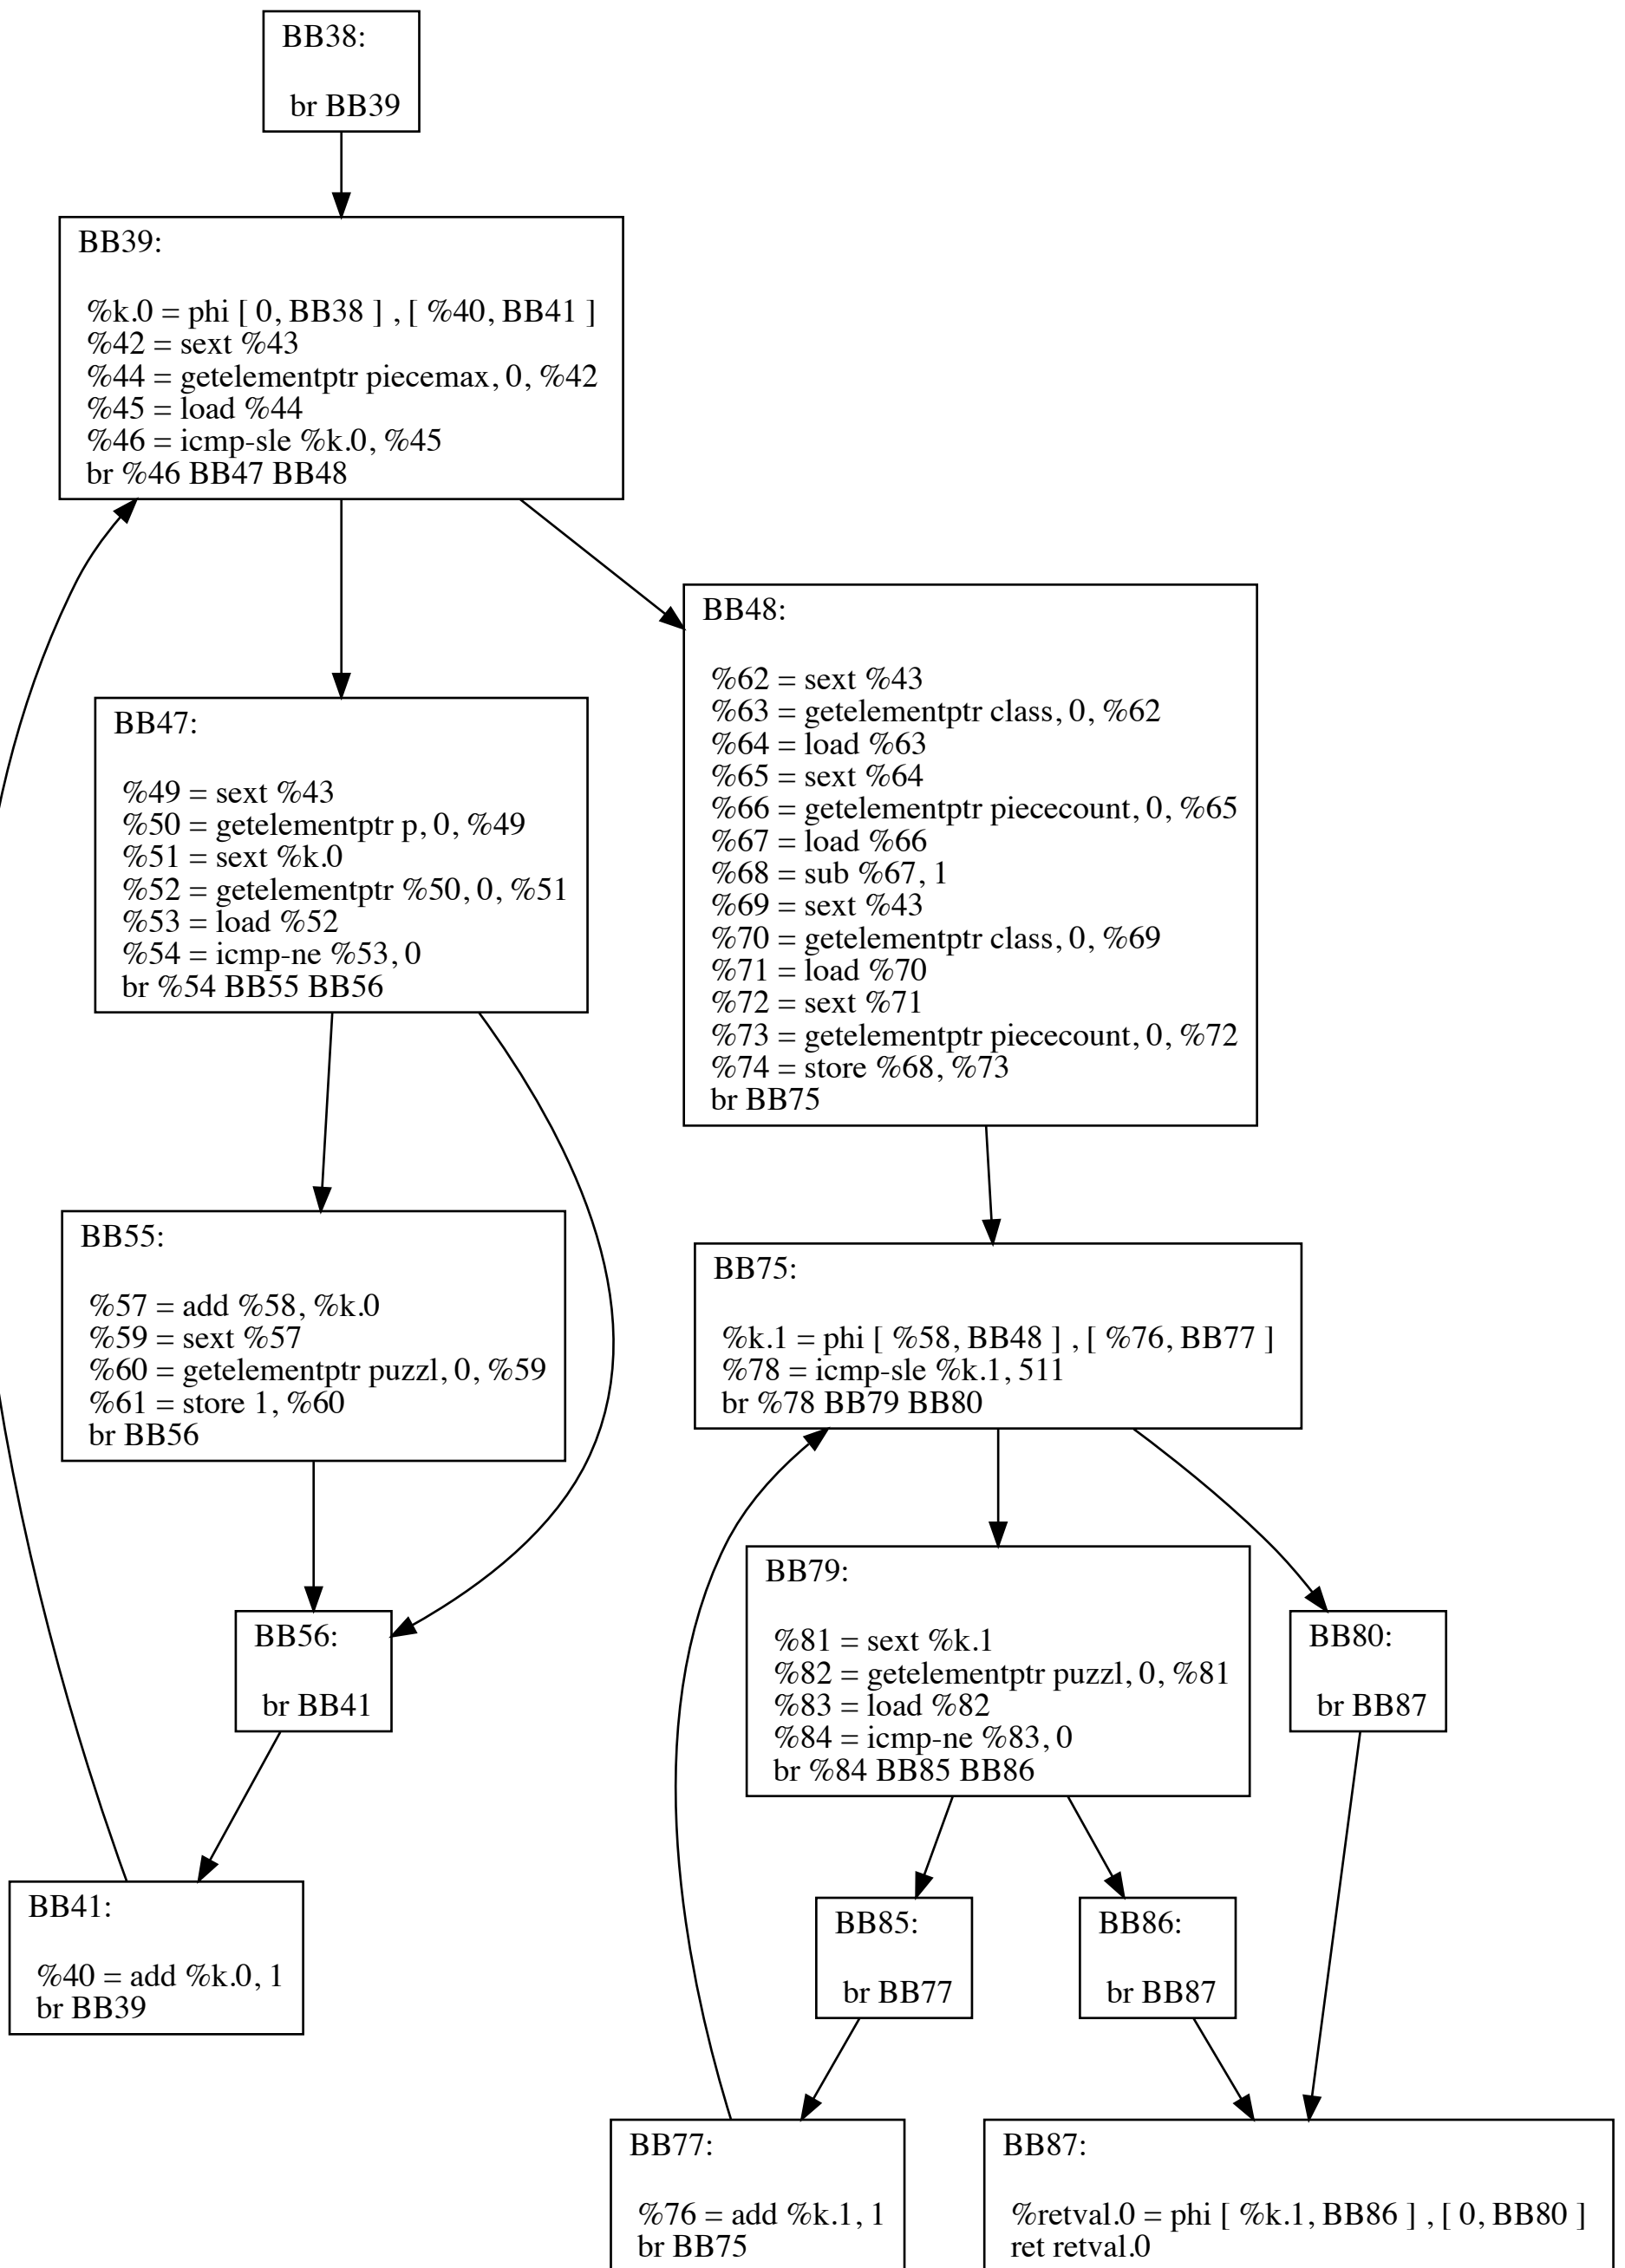 BB38:
br BB39
BB39:
%k.0 = phi [ 0, BB38 ] , [ %40, BB41 ]
%42 = sext %43
%44 = getelementptr piecemax, 0, %42
%45 = load %44
%46 = icmp-sle %k.0, %45
br %46 BB47 BB48
BB48:
%62 = sext %43
%63 = getelementptr class, 0, %62
%64 = load %63
%65 = sext %64
%66 = getelementptr piececount, 0, %65
%67 = load %66
%68 = sub %67, 1
%69 = sext %43
%70 = getelementptr class, 0, %69
%71 = load %70
%72 = sext %71
%73 = getelementptr piececount, 0, %72
%74 = store %68, %73
br BB75
BB47:
%49 = sext %43
%50 = getelementptr p, 0, %49
%51 = sext %k.0
%52 = getelementptr %50, 0, %51
%53 = load %52
%54 = icmp-ne %53, 0
br %54 BB55 BB56
BB55:
%57 = add %58, %k.0
%59 = sext %57
%60 = getelementptr puzzl, 0, %59
%61 = store 1, %60
br BB56
BB75:
%k.1 = phi [ %58, BB48 ] , [ %76, BB77 ]
%78 = icmp-sle %k.1, 511
br %78 BB79 BB80
BB79:
%81 = sext %k.1
%82 = getelementptr puzzl, 0, %81
%83 = load %82
%84 = icmp-ne %83, 0
br %84 BB85 BB86
BB56:
br BB41
BB80:
br BB87
BB41:
%40 = add %k.0, 1
br BB39
BB85:
br BB77
BB86:
br BB87
BB77:
%76 = add %k.1, 1
br BB75
BB87:
%retval.0 = phi [ %k.1, BB86 ] , [ 0, BB80 ]
ret retval.0